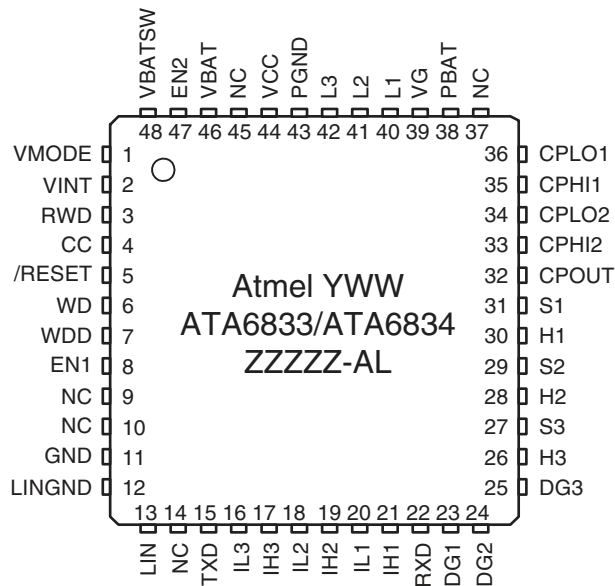 VBATSW EN2 VBAT NC VCC PGND L3 L2 L1 VG PBAT NC
48 47 46 45 44 43 42 41 40 39 38 37
VMODE 1 36 CPLO1
VINT 2 35 CPHI1
RWD 3 34 CPLO2
CC 4 33 CPHI2
/RESET 5 32 CPOUT
WD 6 31 S1
WDD 7 30 H1
EN1 8 29 S2
NC 9 28 H2
NC 10 27 S3
GND 11 26 H3
LINGND 12 25 DG3
Atmel YWW
ATA6833/ATA6834
ZZZZZ-AL
13 14 15 16 17 18 19 20 21 22 23 24
LIN NC TXD IL3 IH3 IL2 IH2 IL1 IH1 RXD DG1 DG2